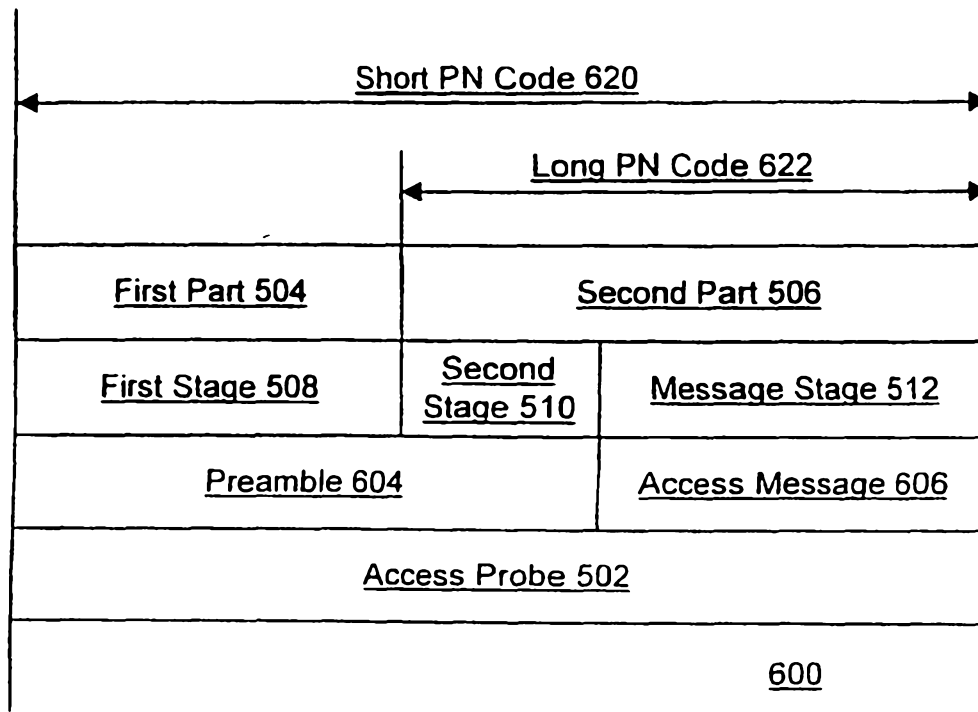 Short PN Code 620
Long PN Code 622
First Part 504
Second Part 506
First Stage 508
Second
Stage 510
Message Stage 512
Preamble 604
Access Message 606
Access Probe 502
600